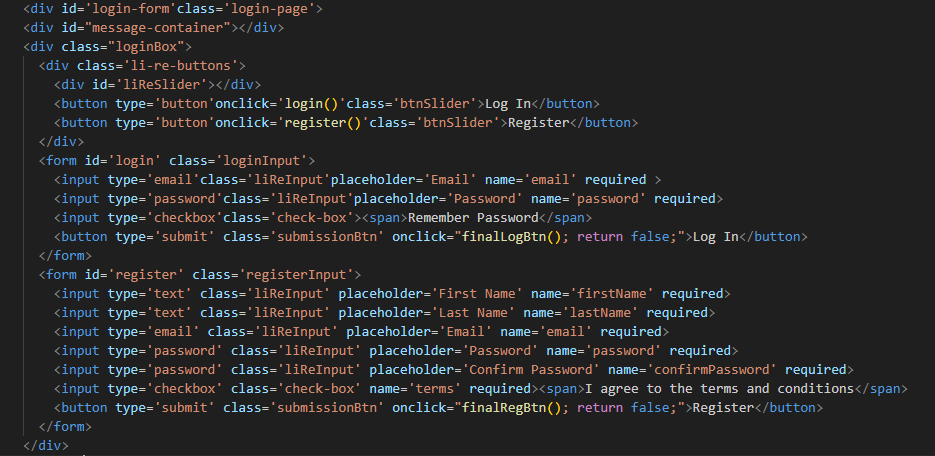 <div id='login-form'class='login-page'>
<div id="message-container"></div>
<div class="loginBox">
<div class='li-re-buttons'>
<div id='liReSlider'></div>
<button type='button'onclick='login()'class='btnSlider'>Log In</button>
<button type='button'onclick='register()'class='btnSlider'>Register</button>
</div>
<form id='login' class='loginInput'>
<input type='email'class='liReInput'placeholder='Email' name='email' required >
<input type='password'class='liReInput'placeholder='Password' name='password' required>
<input type='checkbox'class='check-box'><span>Remember Password</span>
<button type='submit' class='submissionBtn' onclick="finalLogBtn(); return false;">Log In</button>
</form>
<form id='register' class='registerInput'>
<input type='text' class='liReInput' placeholder='First Name' name='firstName' required>
<input type='text' class='liReInput' placeholder='Last Name' name='lastName' required>
<input type='email' class='liReInput' placeholder='Email' name='email' required>
<input type='password' class='liReInput' placeholder='Password' name='password' required>
<input type='password' class='liReInput' placeholder='Confirm Password' name='confirmPassword' required>
<input type='checkbox' class='check-box' name='terms' required><span>I agree to the terms and conditions</span>
<button type='submit' class='submissionBtn' onclick="finalRegBtn(); return false;">Register</button>
</form>
</div>